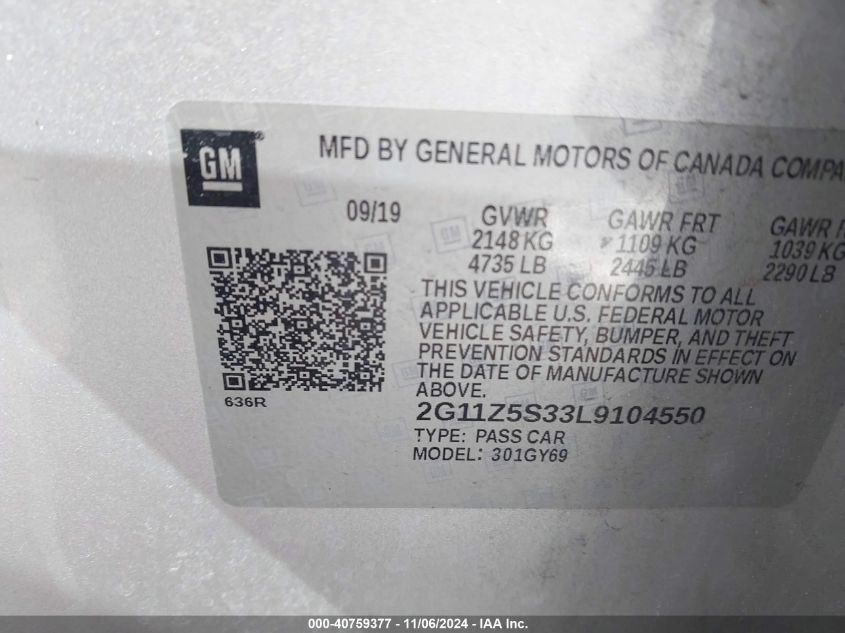 GM ®
MFD BY GENERAL MOTORS OF CANADA COMPA
09/19 GVWR GAWR FRT GAWR
2148 KG 1109 KG 1039 KG
4735 LB 2445 LB 2290 LB
THIS VEHICLE CONFORMS TO ALL
APPLICABLE U.S. FEDERAL MOTOR
VEHICLE SAFETY, BUMPER, AND THEFT
PREVENTION STANDARDS IN EFFECT ON
THE DATE OF MANUFACTURE SHOWN
ABOVE.
636R
2G11Z5S33L9104550
TYPE: PASS CAR
MODEL: 301GY69
000-40759377 - 11/06/2024 - IAA Inc.